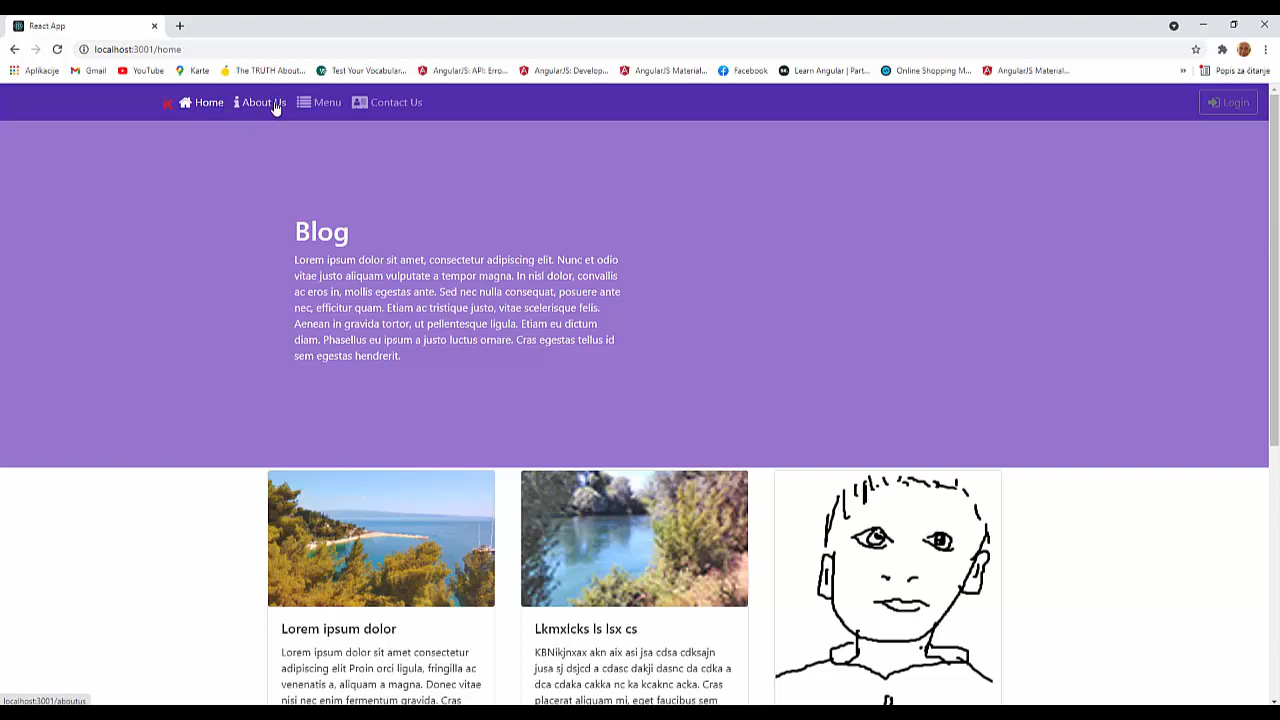 React App
localhost:3001/home
Aplikacije
Gmail
YouTube
Karte
The TRUTH About...
Test Your Vocabular...
AngularJS: API: Erro...
AngularJS: Develop...
AngularJS Material...
Facebook
Learn Angular | Part...
Online Shopping M...
AngularJS Material...
»
Popis za čitanje
K Home About Us Menu Contact Us
Login
Blog
Lorem ipsum dolor sit amet, consectetur adipiscing elit. Nunc et odio
vitae justo aliquam vulputate a tempor magna. In nisl dolor, convallis
ac eros in, mollis egestas ante. Sed nec nulla consequat, posuere ante
nec, efficitur quam. Etiam ac tristique justo, vitae scelerisque felis.
Aenean in gravida tortor, ut pellentesque ligula. Etiam eu dictum
diam. Phasellus eu ipsum a justo luctus ornare. Cras egestas tellus id
sem egestas hendrerit.
Lorem ipsum dolor
Lorem ipsum dolor sit amet consectetur
adipiscing elit Proin orci ligula, fringilla ac
venenatis a, aliquam a magna. Donec vitae
nisi nec enim fermentum gravida. Cras
Lkmxlcks ls lsx cs
KBNikjnxax akn aix asi jsa cdsa cdksajn
jusa sj dsjcd a cdasc dakji dasnc da cdka a
dca cdaka cakka nc ka kcaknc acka. Cras
placerat aliquam mi, eget faucibus sem
localhost:3001/aboutus